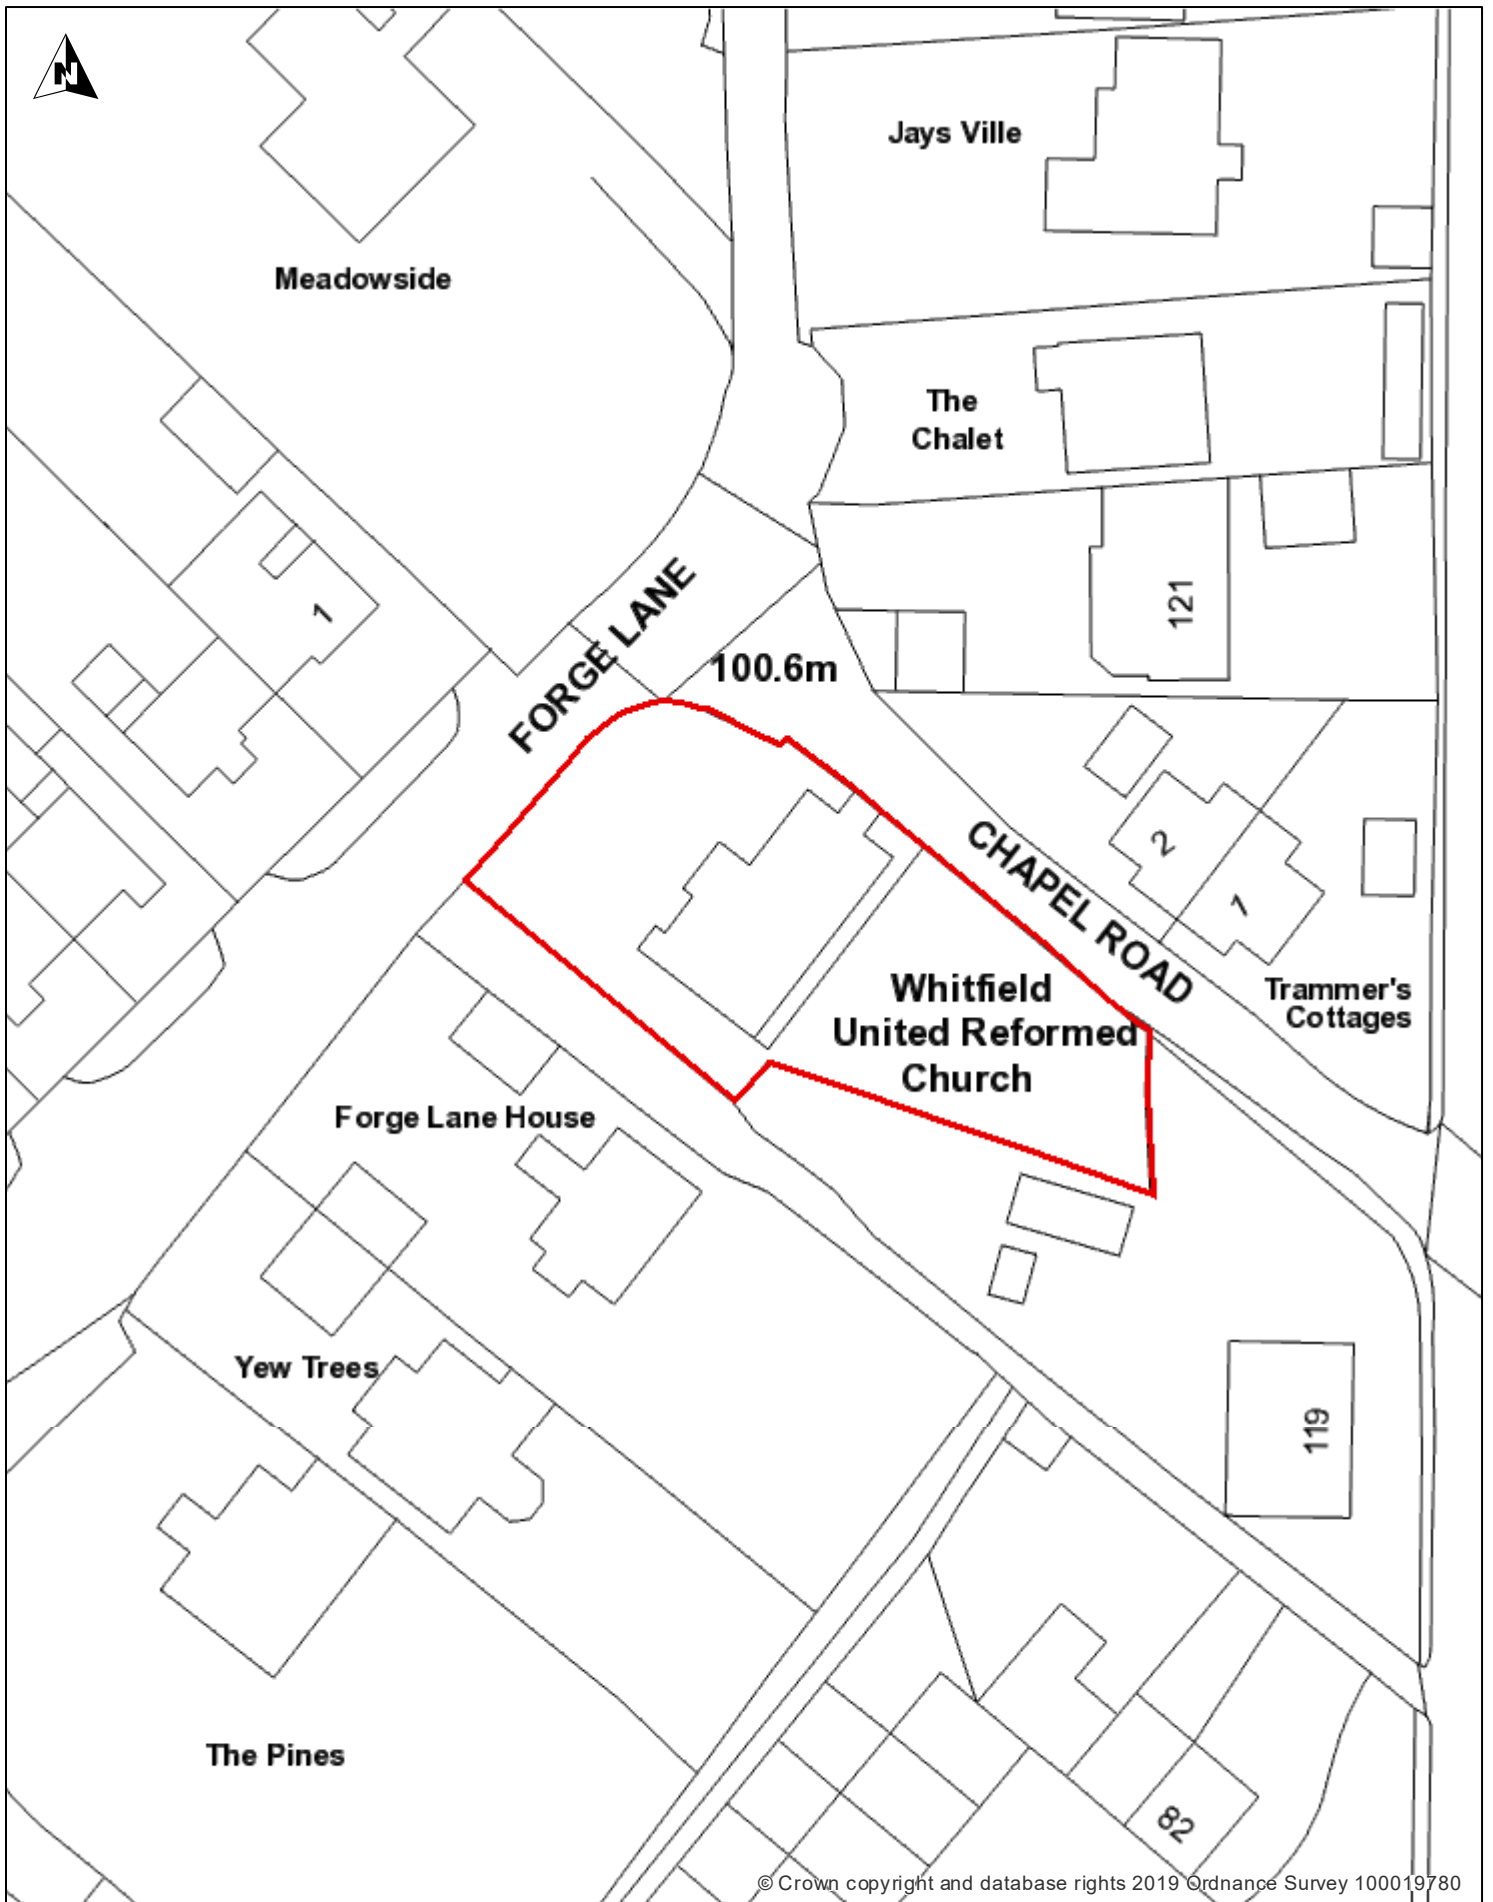 N
Jays Ville
Meadowside
The
Chalet
121
1
FORGE LANE
100.6m
2
1
CHAPEL ROAD
Whitfield
United Reformed
Church
Trammer's
Cottages
Forge Lane House
Yew Trees
119
The Pines
82
© Crown copyright and database rights 2019 Ordnance Survey 100019780